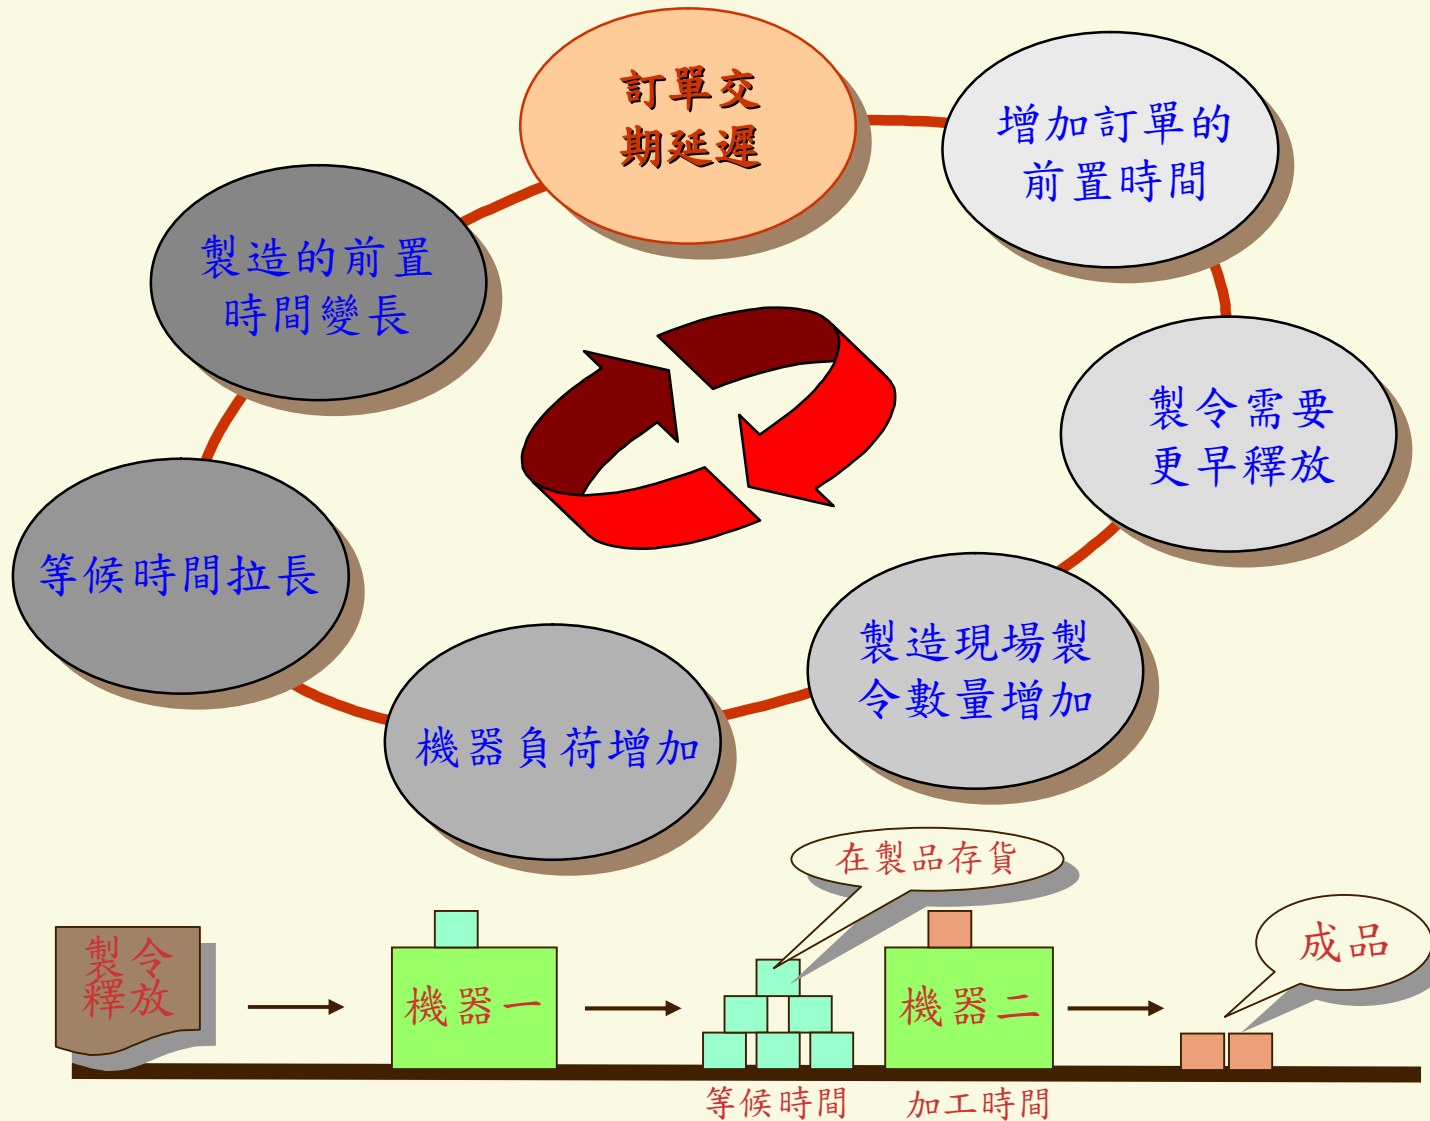 訂單交
期延遲
增加訂單的
前置時間
製令需要
更早釋放
製造現場製
令數量增加
機器負荷增加
等候時間拉長
製造的前置
時間變長
在製品存貨
成品
製令
釋放
機器一
機器二
等候時間
加工時間